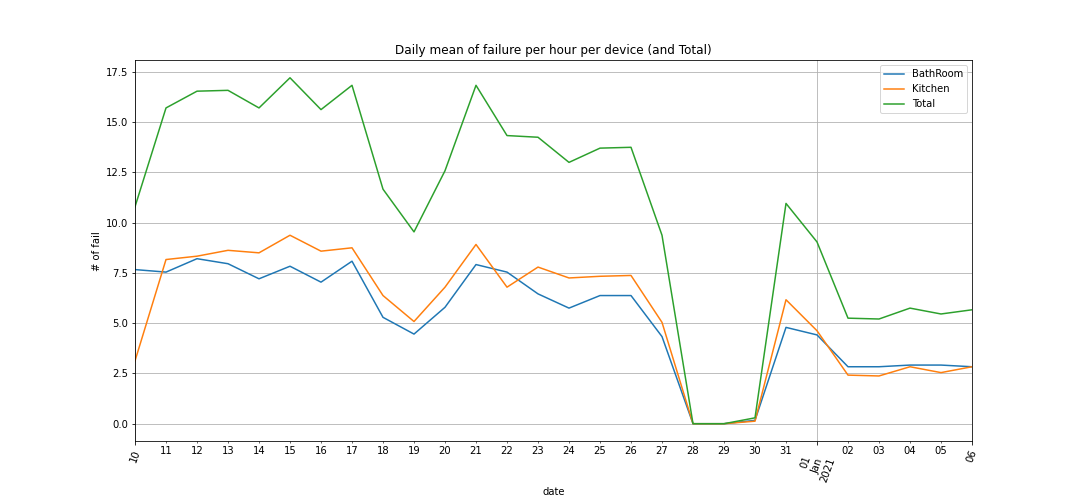 Daily mean of failure per hour per device (and Total)
BathRoom
Kitchen
Total
# of fail
17.5
15.0
12.5
10.0
7.5
5.0
2.5
0.0
10 11 12 13 14 15 16 17 18 19 20 21 22 23 24 25 26 27 28 29 30 31 01 02 03 04 05 06
Jan
2021
date